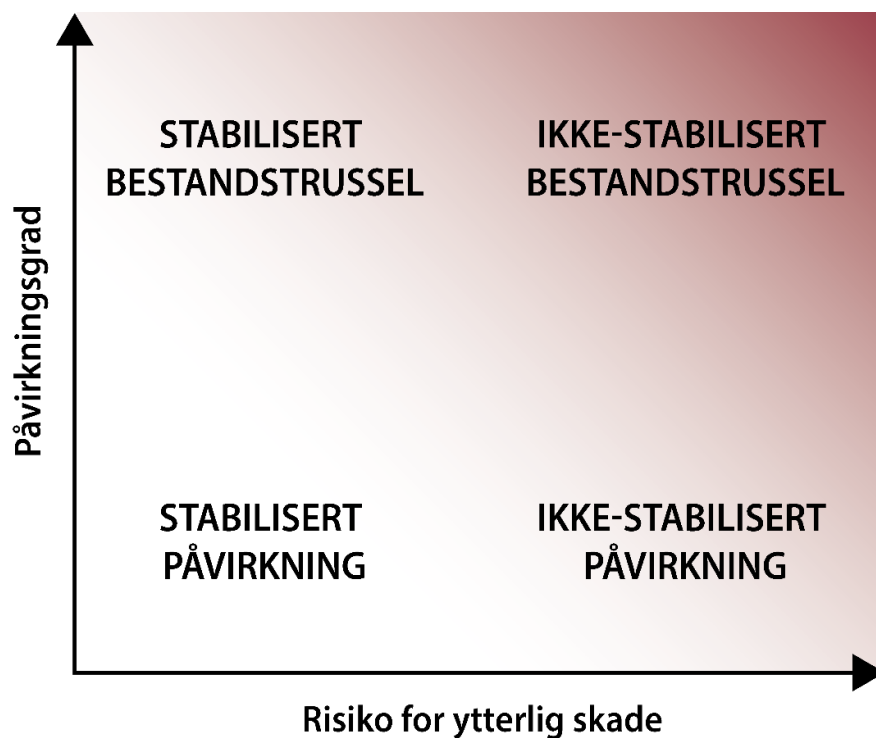 STABILISERT
BESTANDSTRUSSEL
IKKE-STABILISERT
BESTANDSTRUSSEL
Påvirkningsgrad
STABILISERT
PÅVIRKNING
IKKE-STABILISERT
PÅVIRKNING
Risiko for ytterlig skade